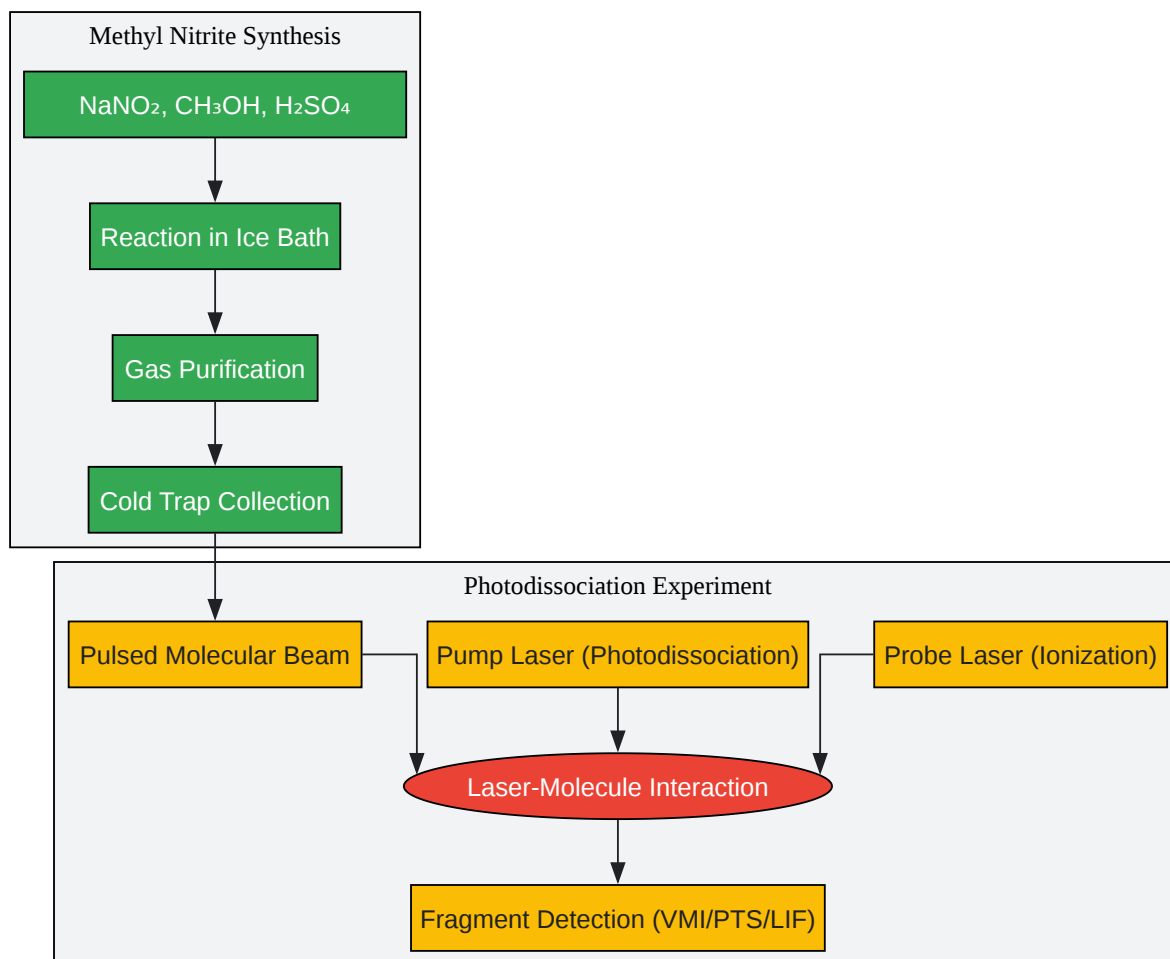 Methyl Nitrite Synthesis
NaNO₂, CH₃OH, H₂SO₄
Reaction in Ice Bath
Gas Purification
Cold Trap Collection
Photodissociation Experiment
Pulsed Molecular Beam
Pump Laser (Photodissociation)
Probe Laser (Ionization)
Laser-Molecule Interaction
Fragment Detection (VMI/PTS/LIF)